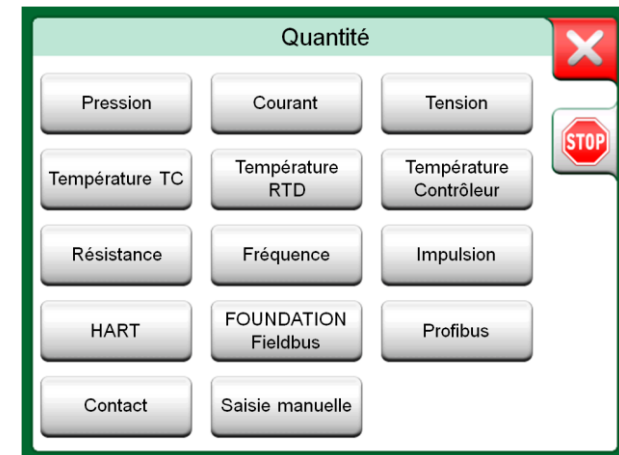 Quantité
Pression
Courant
Tension
STOP
Température TC
Température
RTD
Température
Contrôleur
Résistance
Fréquence
Impulsion
HART
FOUNDATION
Fieldbus
Profibus
Contact
Saisie manuelle